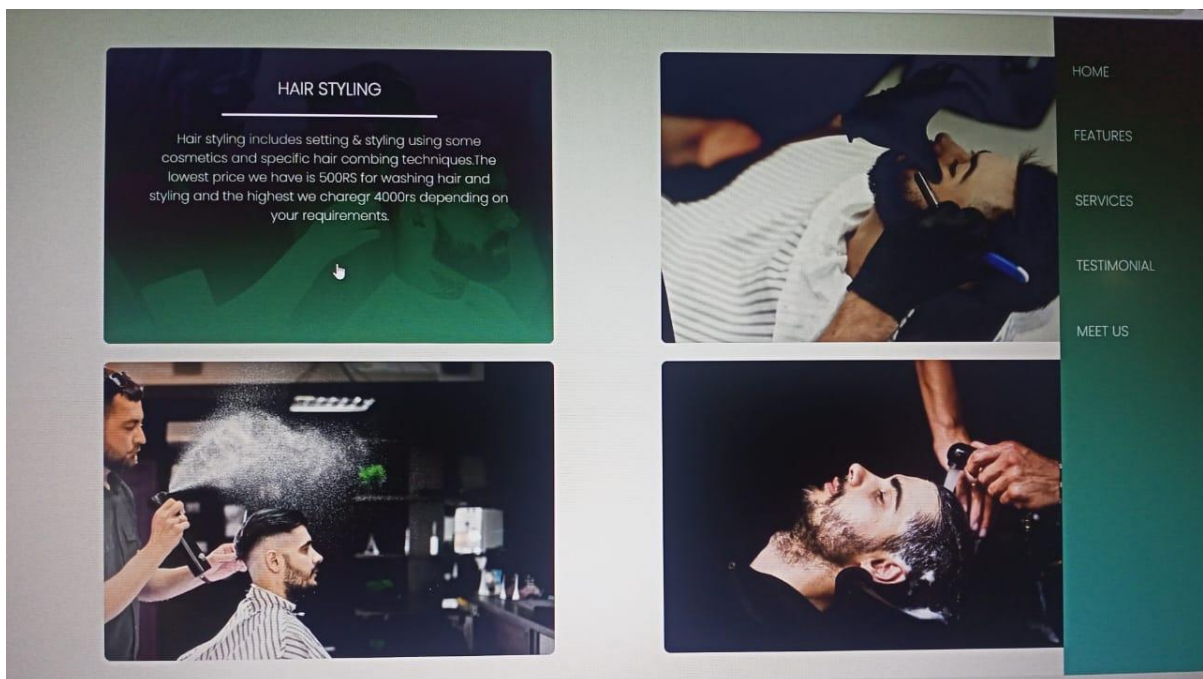 HAIR STYLING
Hair styling includes setting & styling using some
cosmetics and specific hair combing techniques.The
lowest price we have is 500RS for washing hair and
styling and the highest we charegr 4000rs depending on
your requirements.
HOME
FEATURES
SERVICES
TESTIMONIAL
MEET US